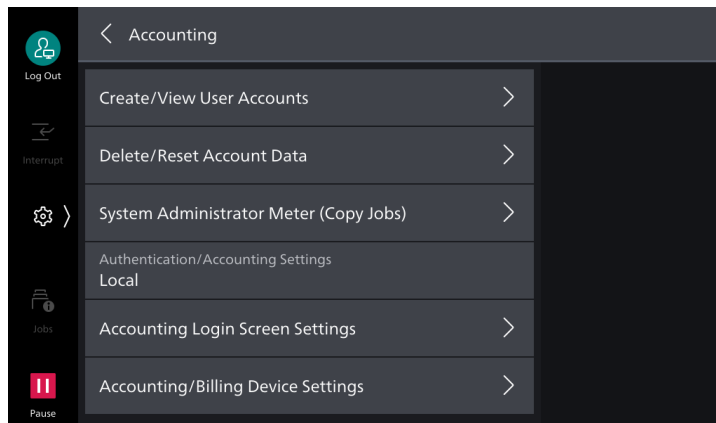 Accounting
Log Out
Create/View User Accounts
Delete/Reset Account Data
Interrupt
System Administrator Meter (Copy Jobs)
Authentication/Accounting Settings
Local
Accounting Login Screen Settings
Jobs
Accounting/Billing Device Settings
Pause